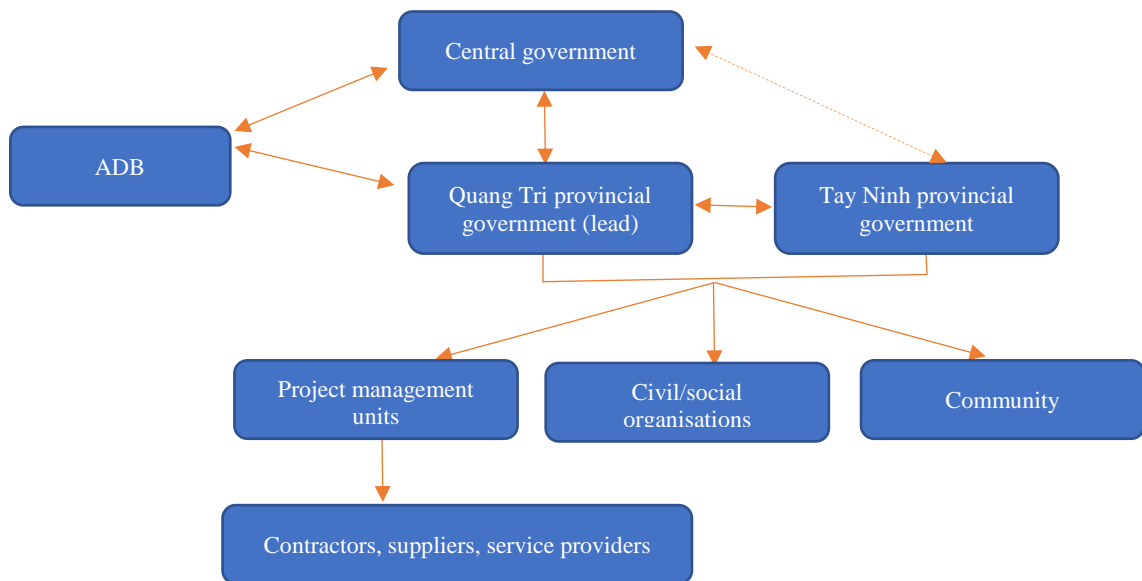 Central government
ADB
Quang Tri provincial
government (lead)
Tay Ninh provincial
government
Project management
units
Civil/social
organisations
Community
Contractors, suppliers, service providers